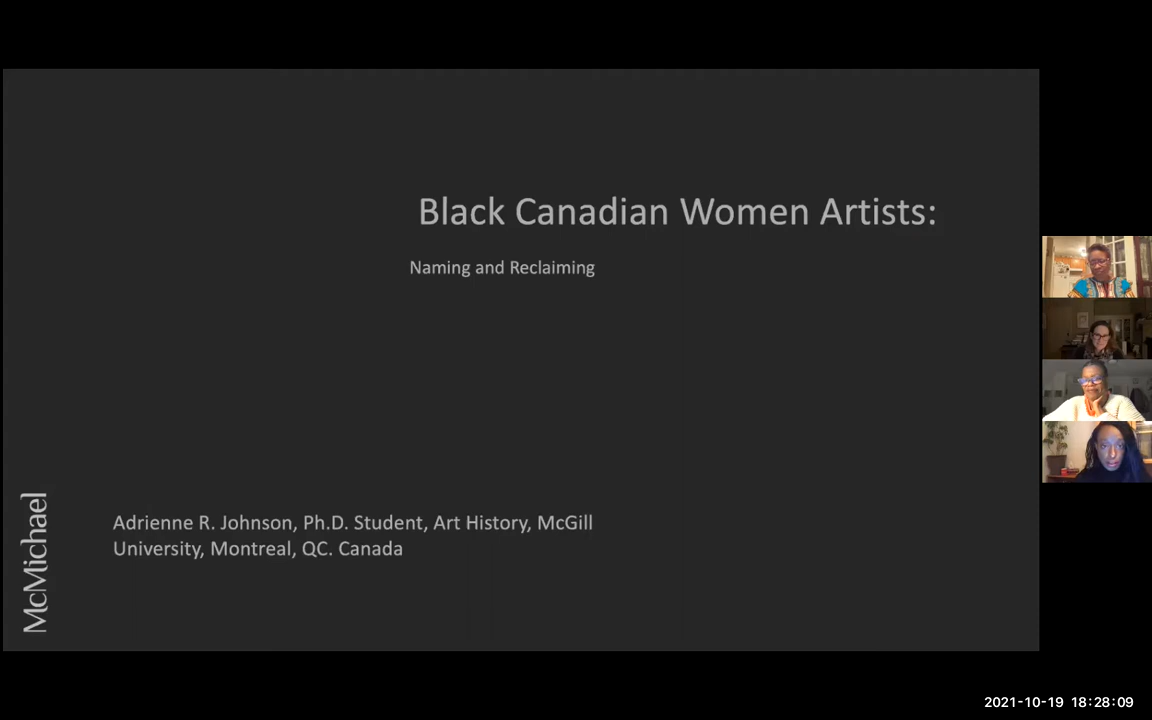 Black Canadian Women Artists:
Naming and Reclaiming
Adrienne R. Johnson, Ph.D. Student, Art History, McGill
University, Montreal, QC. Canada
McMichael
2021-10-19 18:28:09